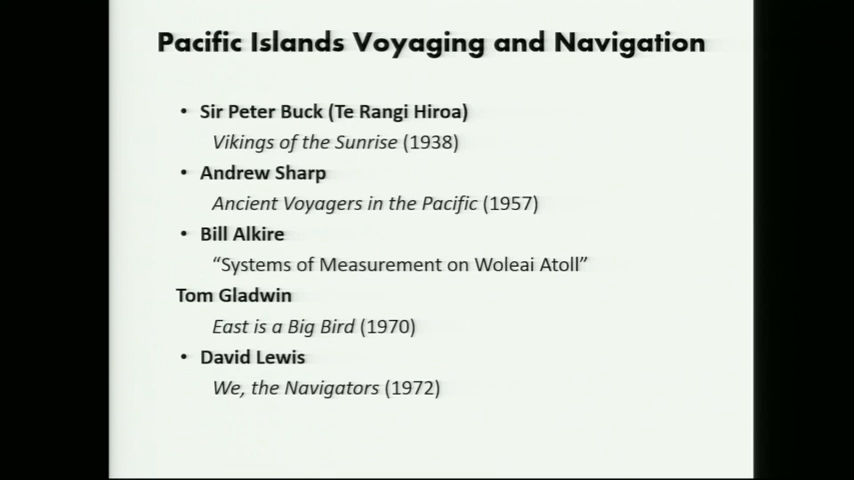 Pacific Islands Voyaging and Navigation
• Sir Peter Buck (Te Rangi Hiroa)
Vikings of the Sunrise (1938)
• Andrew Sharp
Ancient Voyagers in the Pacific (1957)
• Bill Alkire
“Systems of Measurement on Woleai Atoll”
Tom Gladwin
East is a Big Bird (1970)
• David Lewis
We, the Navigators (1972)